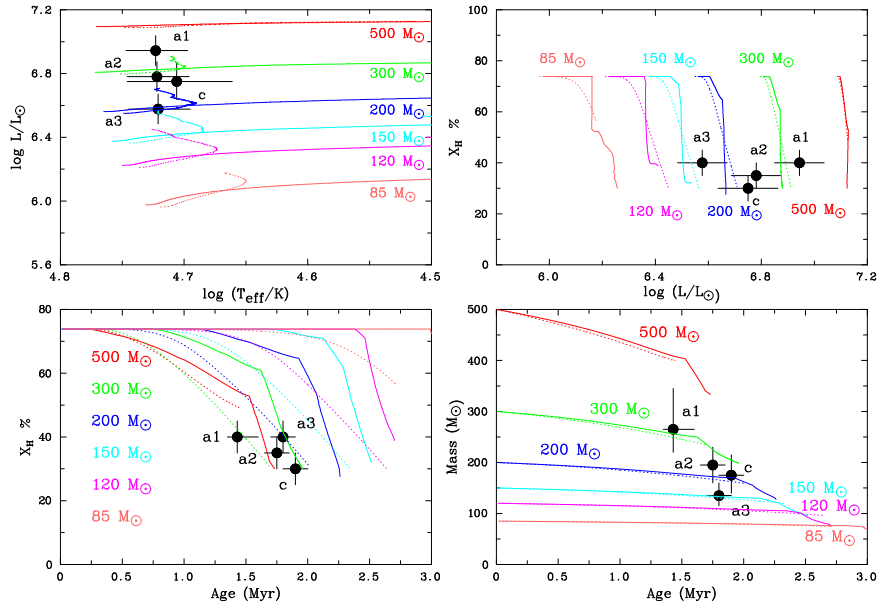 7.2
6.8
6.4
6.0
5.6
log L/L⊙
a1
a2
c
a3
500 M⊙
300 M⊙
200 M⊙
150 M⊙
120 M⊙
85 M⊙
4.8 4.7 4.6 4.5
log (Teff/K)
100
80
60
40
20
0
XH %
85 M⊙ 150 M⊙ 300 M⊙
a3 a2 a1
c
120 M⊙ 200 M⊙ 500 M⊙
6.0 6.4 6.8 7.2
log (L/L⊙)
80
60
40
20
0
XH %
500 M⊙
300 M⊙
200 M⊙
150 M⊙
120 M⊙
85 M⊙
a1 a3
a2
c
0 0.5 1.0 1.5 2.0 2.5 3.0
Age (Myr)
500
400
300
200
100
0
Mass (M⊙)
500 M⊙
300 M⊙ a1
200 M⊙ a2 c
150 M⊙
a3 120 M⊙
85 M⊙
0 0.5 1.0 1.5 2.0 2.5 3.0
Age (Myr)